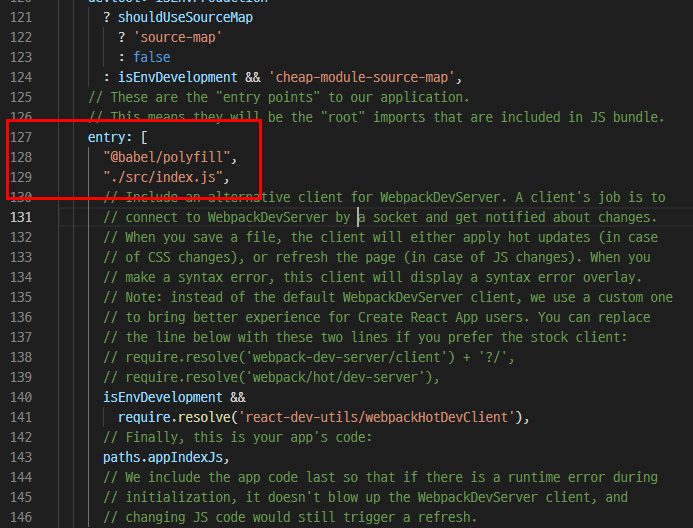 120 devtool: isEnvProduction
121 ? shouldUseSourceMap
122 ? 'source-map'
123 : false
124 : isEnvDevelopment && 'cheap-module-source-map',
125 // These are the "entry points" to our application.
126 // This means they will be the "root" imports that are included in JS bundle.
127 entry: [
128 "@babel/polyfill",
129 "./src/index.js",
130 // Include an alternative client for WebpackDevServer. A client's job is to
131 // connect to WebpackDevServer by a socket and get notified about changes.
132 // When you save a file, the client will either apply hot updates (in case
133 // of CSS changes), or refresh the page (in case of JS changes). When you
134 // make a syntax error, this client will display a syntax error overlay.
135 // Note: instead of the default WebpackDevServer client, we use a custom one
136 // to bring better experience for Create React App users. You can replace
137 // the line below with these two lines if you prefer the stock client:
138 // require.resolve('webpack-dev-server/client') + '?/',
139 // require.resolve('webpack/hot/dev-server'),
140 isEnvDevelopment &&
141 require.resolve('react-dev-utils/webpackHotDevClient'),
142 // Finally, this is your app's code:
143 paths.appIndexJs,
144 // We include the app code last so that if there is a runtime error during
145 // initialization, it doesn't blow up the WebpackDevServer client, and
146 // changing JS code would still trigger a refresh.